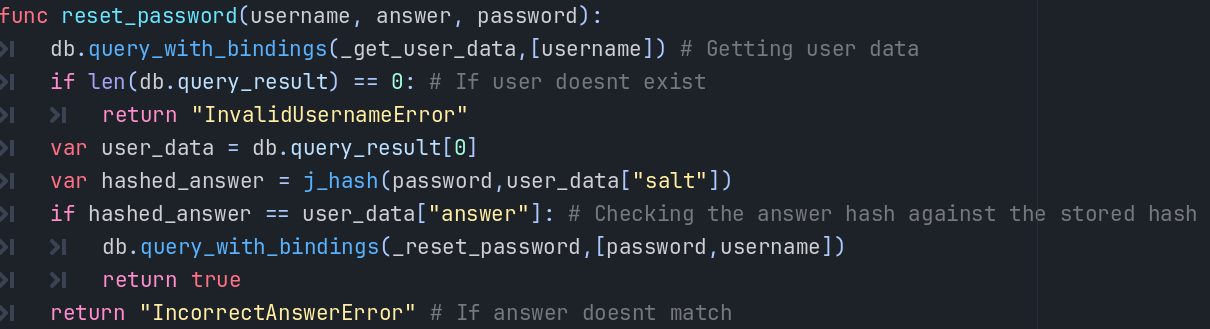 func reset_password(username, answer, password):
db.query_with_bindings(_get_user_data,[username]) # Getting user data
if len(db.query_result) == 0: # If user doesnt exist
return "InvalidUsernameError"
var user_data = db.query_result[0]
var hashed_answer = j_hash(password,user_data["salt"])
if hashed_answer == user_data["answer"]: # Checking the answer hash against the stored hash
db.query_with_bindings(_reset_password,[password,username])
return true
return "IncorrectAnswerError" # If answer doesnt match